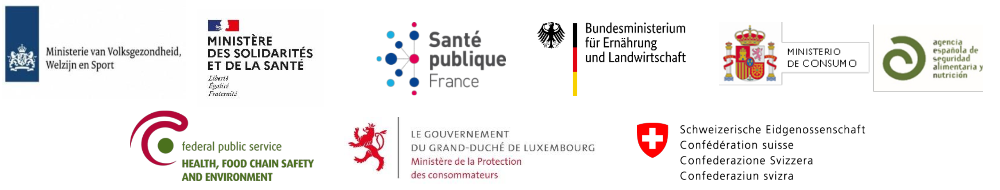 Ministerie van Volksgezondheid,
Welzijn en Sport
MINISTÈRE
DES SOLIDARITÉS
ET DE LA SANTÉ
Liberté
Égalité
Fraternité
Santé
publique
France
Bundesministerium
für Ernährung
und Landwirtschaft
MINISTERIO
DE CONSUMO
agencia
española de
seguridad
alimentaria y
nutrición
federal public service
HEALTH, FOOD CHAIN SAFETY
AND ENVIRONMENT
LE GOUVERNEMENT
DU GRAND-DUCHÉ DE LUXEMBOURG
Ministère de la Protection
des consommateurs
Schweizerische Eidgenossenschaft
Confédération suisse
Confederazione Svizzera
Confederaziun svizra